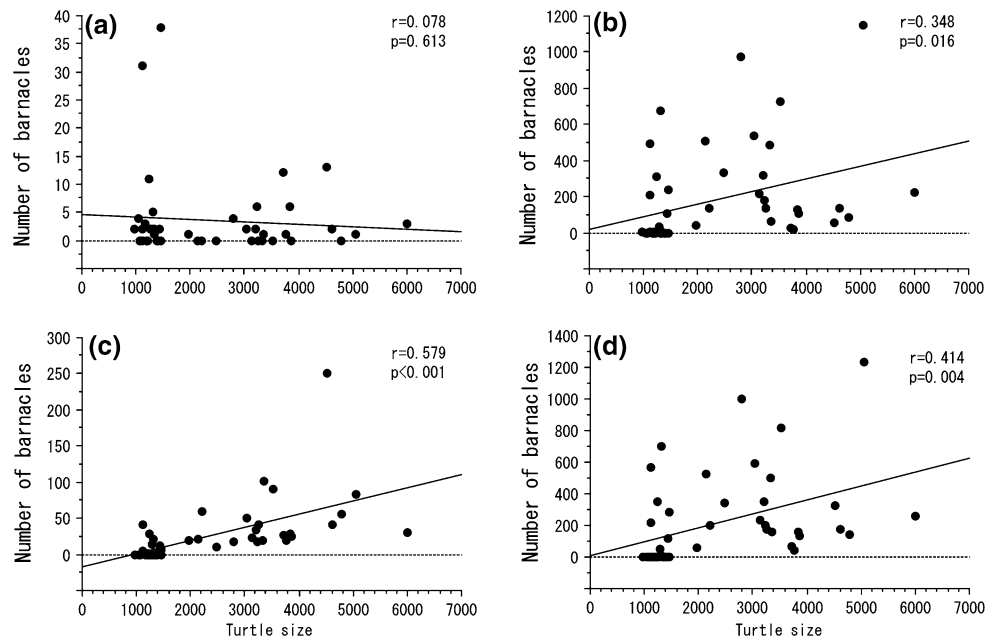 (a)
r=0.078
p=0.613
Number of barnacles
40
35
30
25
20
15
10
5
0
0 1000 2000 3000 4000 5000 6000 7000
(b)
r=0.348
p=0.016
Number of barnacles
1200
1000
800
600
400
200
0
0 1000 2000 3000 4000 5000 6000 7000
(c)
r=0.579
p<0.001
Number of barnacles
300
250
200
150
100
50
0
0 1000 2000 3000 4000 5000 6000 7000
Turtle size
(d)
r=0.414
p=0.004
Number of barnacles
1400
1200
1000
800
600
400
200
0
0 1000 2000 3000 4000 5000 6000 7000
Turtle size